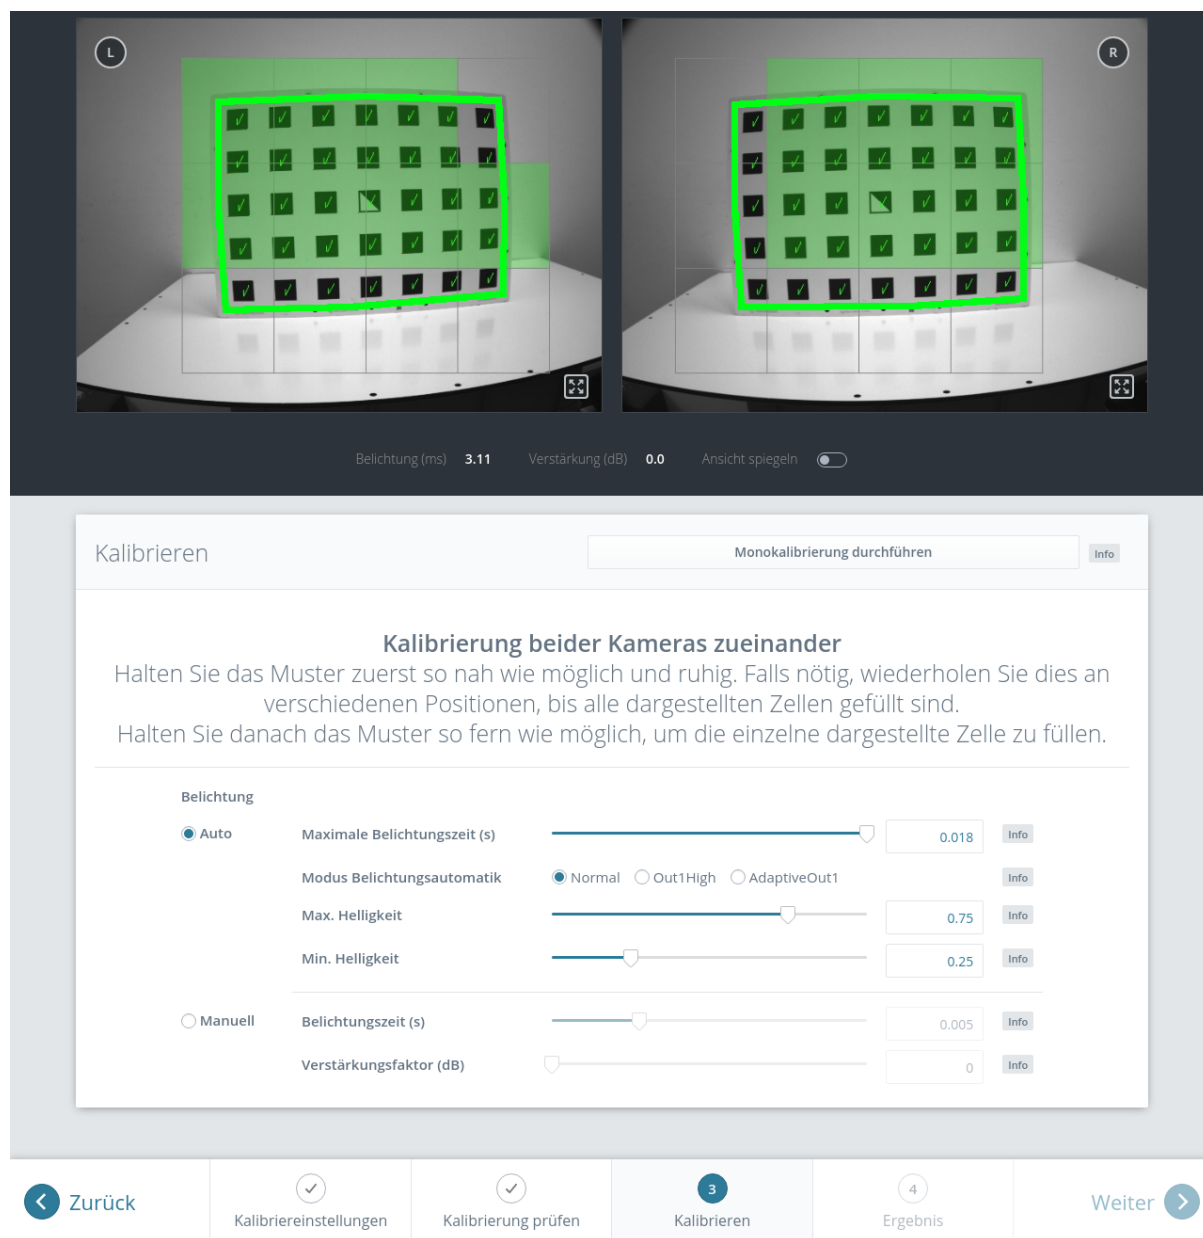 L
R
Belichtung (ms) 3.11 Verstärkung (dB) 0.0 Ansicht spiegeln
Kalibrieren
Monokalibrierung durchführen
Info
Kalibrierung beider Kameras zueinander
Halten Sie das Muster zuerst so nah wie möglich und ruhig. Falls nötig, wiederholen Sie dies an
verschiedenen Positionen, bis alle dargestellten Zellen gefüllt sind.
Halten Sie danach das Muster so fern wie möglich, um die einzelne dargestellte Zelle zu füllen.
Belichtung
Auto
Maximale Belichtungszeit (s) 0.018 Info
Modus Belichtungsautomatik Normal Out1High AdaptiveOut1 Info
Max. Helligkeit 0.75 Info
Min. Helligkeit 0.25 Info
Manuell
Belichtungszeit (s) 0.005 Info
Verstärkungsfaktor (dB) 0 Info
Zurück
Kalibriereinstellungen
Kalibrierung prüfen
3
Kalibrieren
4
Ergebnis
Weiter